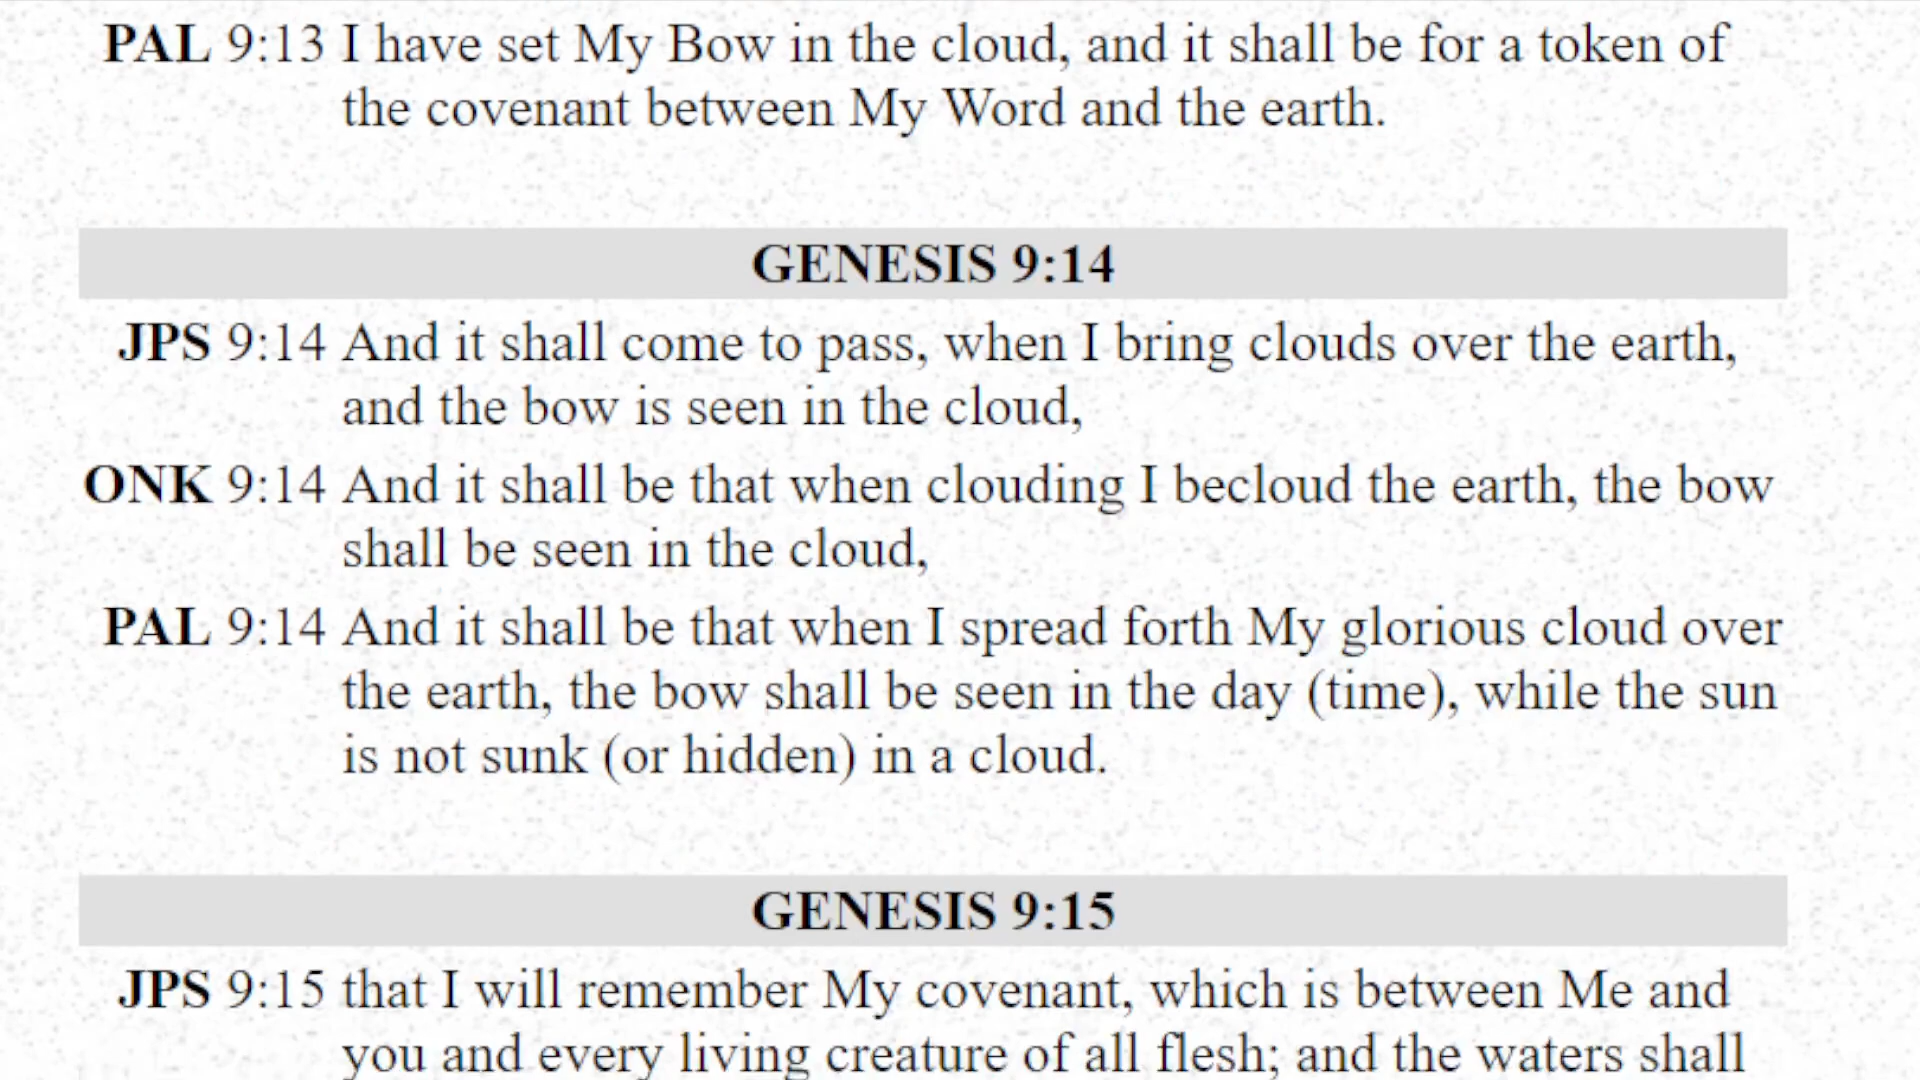 PAL 9:13 I have set My Bow in the cloud, and it shall be for a token of
the covenant between My Word and the earth.
GENESIS 9:14
JPS 9:14 And it shall come to pass, when I bring clouds over the earth,
and the bow is seen in the cloud,
ONK 9:14 And it shall be that when clouding I becloud the earth, the bow
shall be seen in the cloud,
PAL 9:14 And it shall be that when I spread forth My glorious cloud over
the earth, the bow shall be seen in the day (time), while the sun
is not sunk (or hidden) in a cloud.
GENESIS 9:15
JPS 9:15 that I will remember My covenant, which is between Me and
you and every living creature of all flesh; and the waters shall